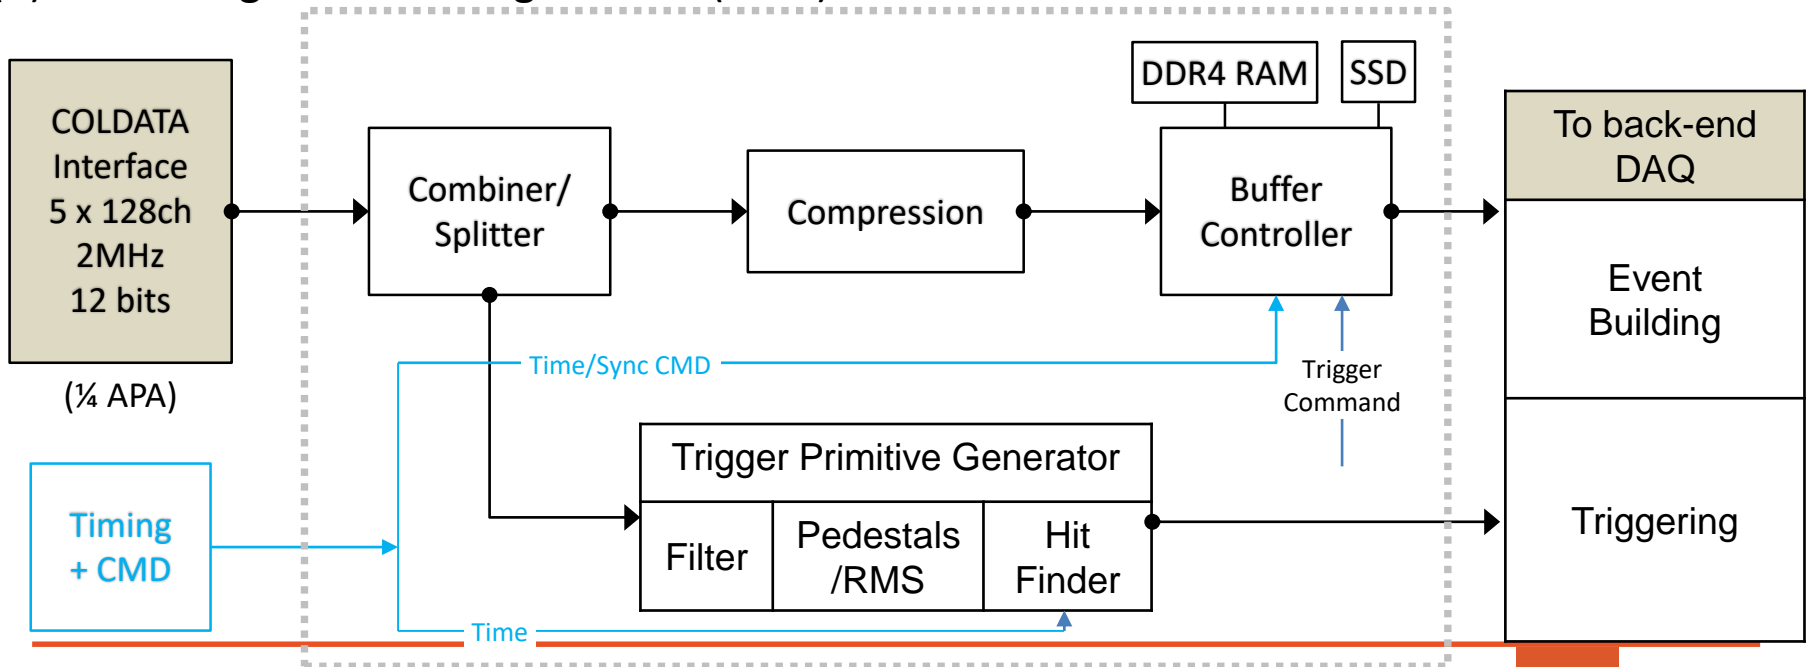 COLDATA
Interface
5 x 128ch
2MHz
12 bits
(¼ APA)
Timing
+ CMD
Combiner/
Splitter
Compression
DDR4 RAM
SSD
Buffer
Controller
Time/Sync CMD
Trigger
Command
Trigger Primitive Generator
Filter
Pedestals
/RMS
Hit
Finder
Time
To back-end
DAQ
Event
Building
Triggering